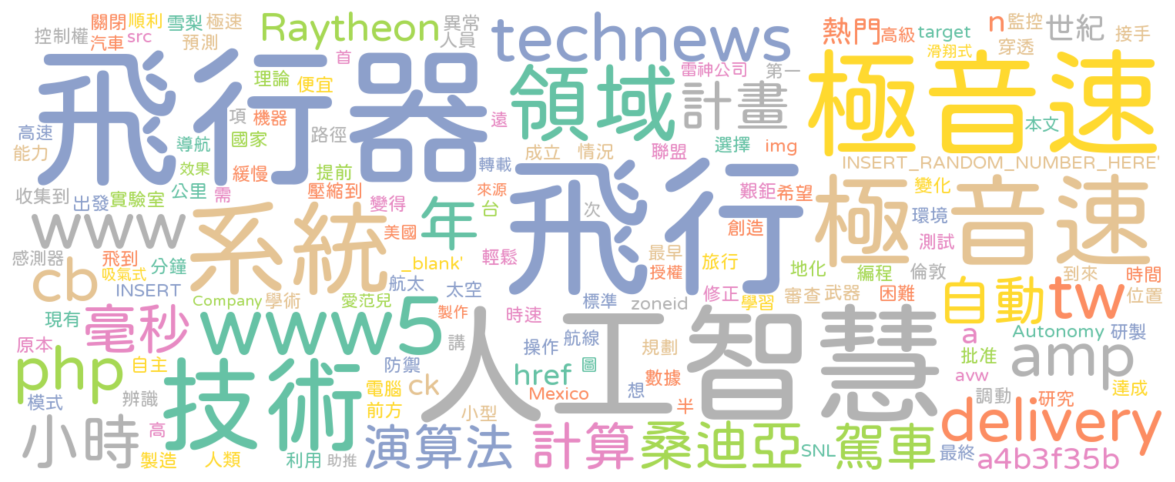 飛行器
飛行
極音速
極音速
人工智慧
系統
技術
領域
計畫
technews
Raytheon
www
www5
php
cb
毫秒
小時
年
演算法
計算
桑迪亞
駕車
自動
tw
amp
delivery
a4b3f35b
href
ck
熱門
世紀
n
a
控制權
關閉
順利
雪梨
極速
汽車
src
預測
異常
人員
首
理論
便宜
雷神公司
第一
高級
監控
target
滑翔式
穿透
接手
本文
高速
能力
導航
效果
項
機器
國家
路徑
遠
緩慢
提前
轉載
成立
情況
聯盟
選擇
img
INSERT_RANDOM_NUMBER_HERE'
收集到
出發
實驗室
公里
需
壓縮到
變得
來源
台
美國
次
艱鉅
希望
創造
變化
環境
測試
感測器
飛到
吸氣式
分鐘
INSERT
_blank'
航太
輕鬆
太空
最早
授權
旅行
地化
編程
倫敦
到來
時間
位置
Company
學術
愛范兒
製作
標準
zoneid
修正
學習
審查
武器
困難
現有
原本
自主
模式
辨識
高
製造
人類
利用
助推
講
時速
防禦
電腦
前方
小型
操作
航線
規劃
圖
想
數據
Mexico
半
Autonomy
研製
批准
avw
達成
調動
研究
SNL
最終